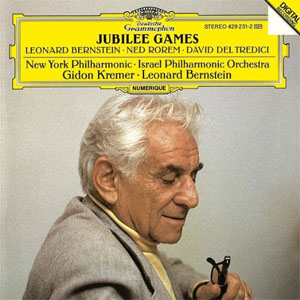 DIGITAL
STEREO 429 231-2
Deutsche
Grammophon
JUBILEE GAMES
LEONARD BERNSTEIN · NED ROREM · DAVID DEL TREDICI
New York Philharmonic · Israel Philharmonic Orchestra
Gidon Kremer · Leonard Bernstein
NUMERIQUE